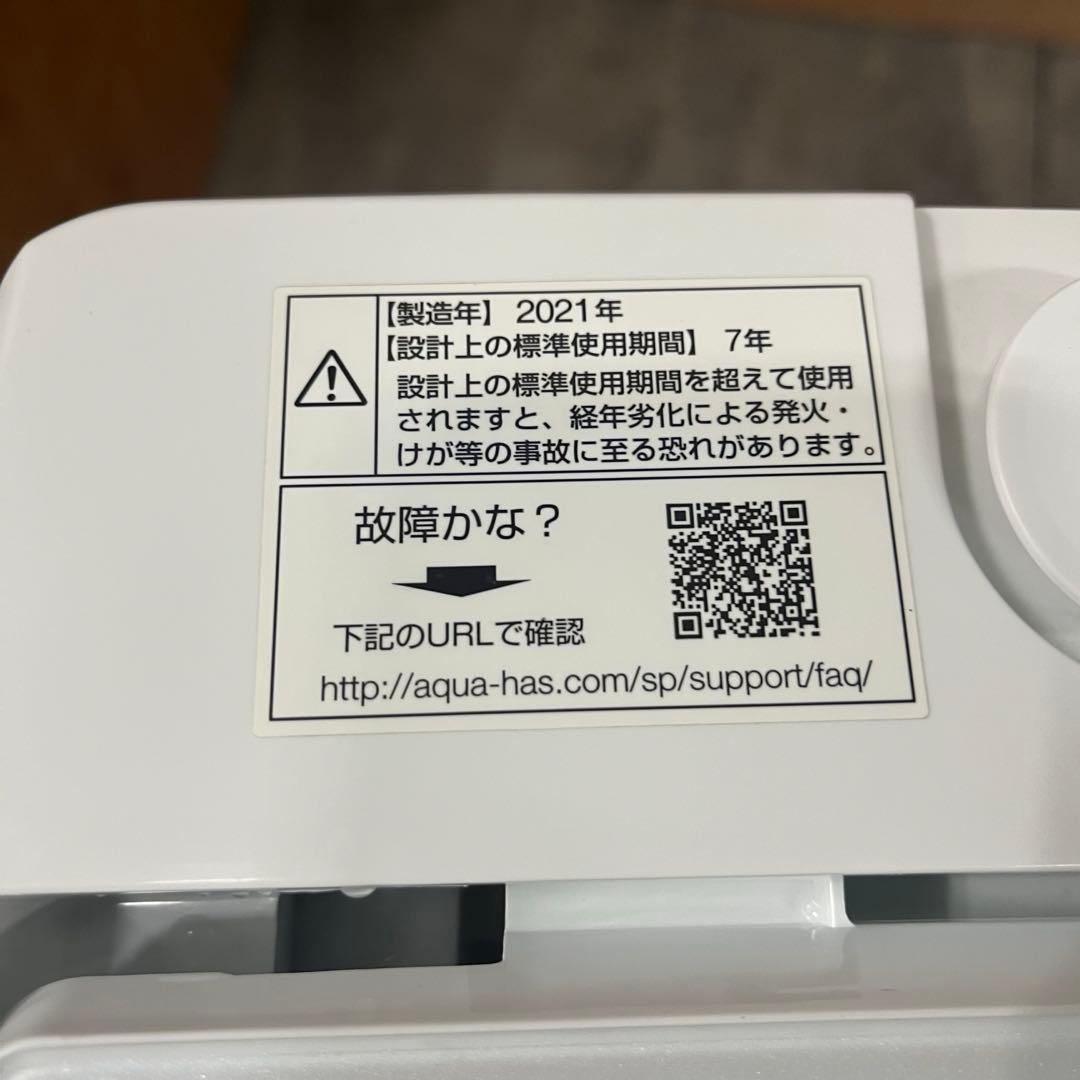 【製造年】 2021年
【設計上の標準使用期間】 7年
設計上の標準使用期間を超えて使用
されますと、経年劣化による発火・
けが等の事故に至る恐れがあります。
故障かな？
下記のURLで確認
http://aqua-has.com/sp/support/faq/